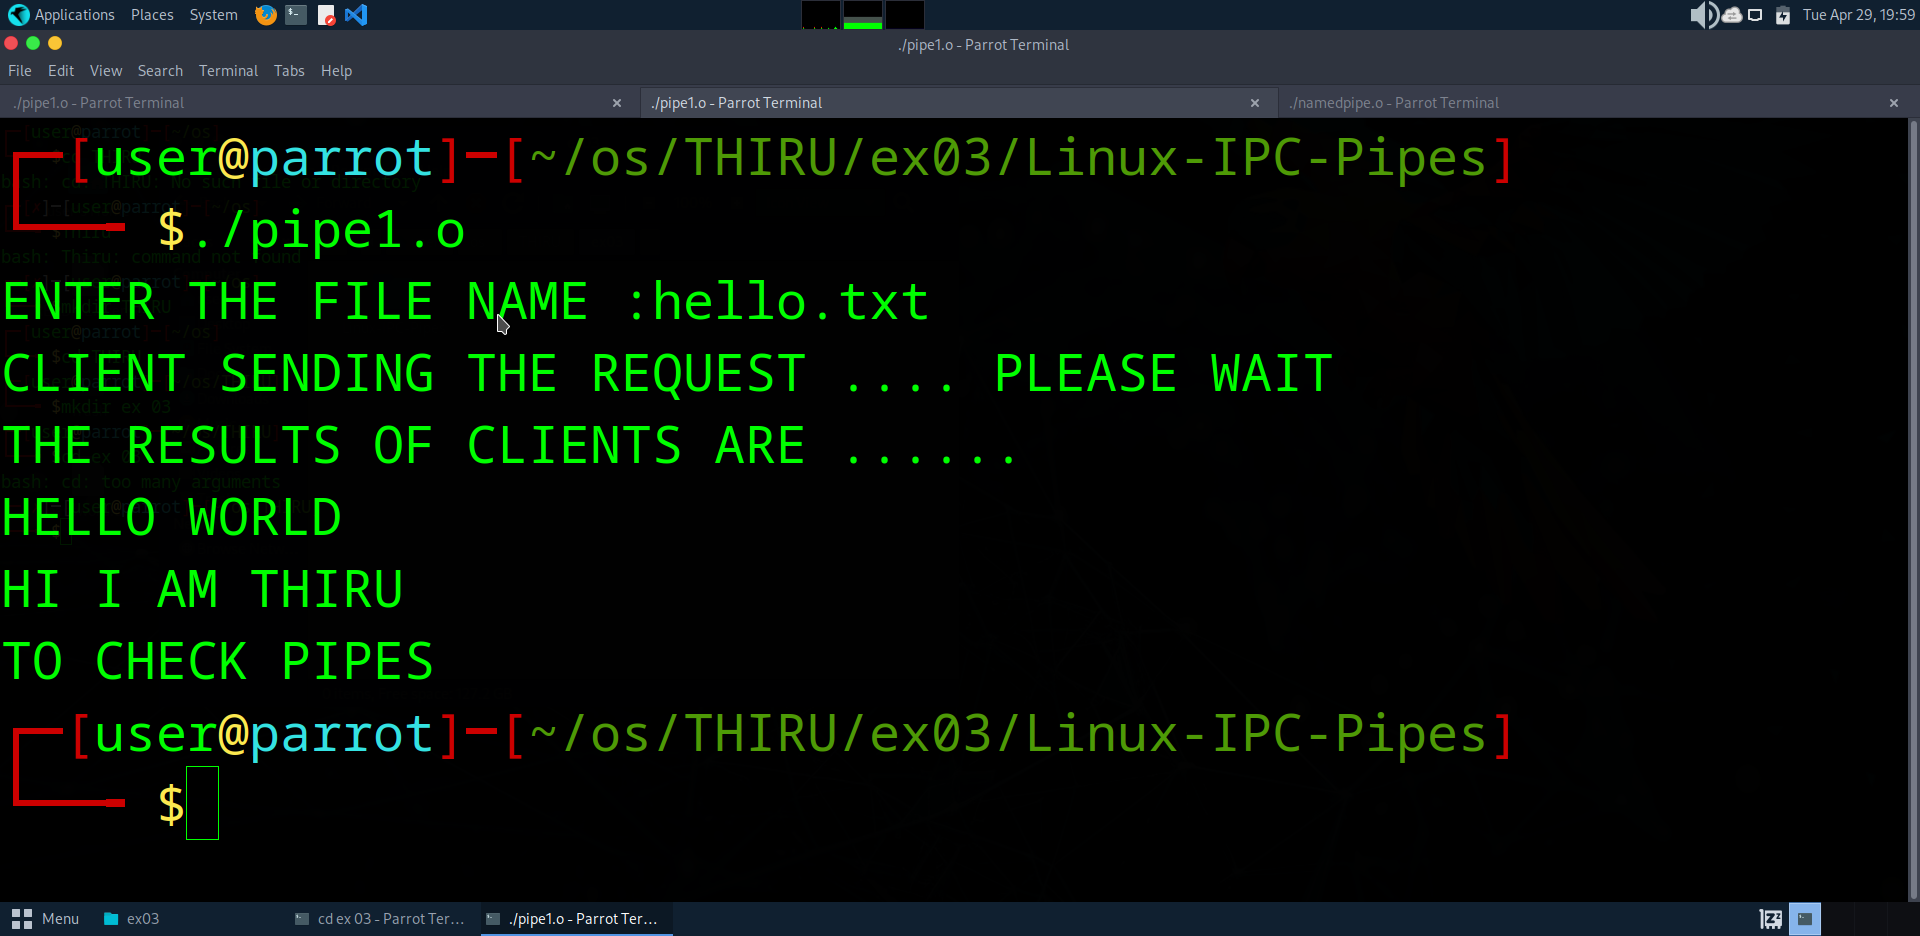 Applications Places System Tue Apr 29, 19:59
./pipe1.o - Parrot Terminal
File Edit View Search Terminal Tabs Help
./pipe1.o - Parrot Terminal × ./pipe1.o - Parrot Terminal × ./namedpipe.o - Parrot Terminal ×
[user@parrot]─[~/os/THIRU/ex03/Linux-IPC-Pipes]
$./pipe1.o
ENTER THE FILE NAME :hello.txt
CLIENT SENDING THE REQUEST .... PLEASE WAIT
THE RESULTS OF CLIENTS ARE ......
HELLO WORLD
HI I AM THIRU
TO CHECK PIPES
[user@parrot]─[~/os/THIRU/ex03/Linux-IPC-Pipes]
$
Menu ex03 cd ex 03 - Parrot Ter... ./pipe1.o - Parrot Ter...